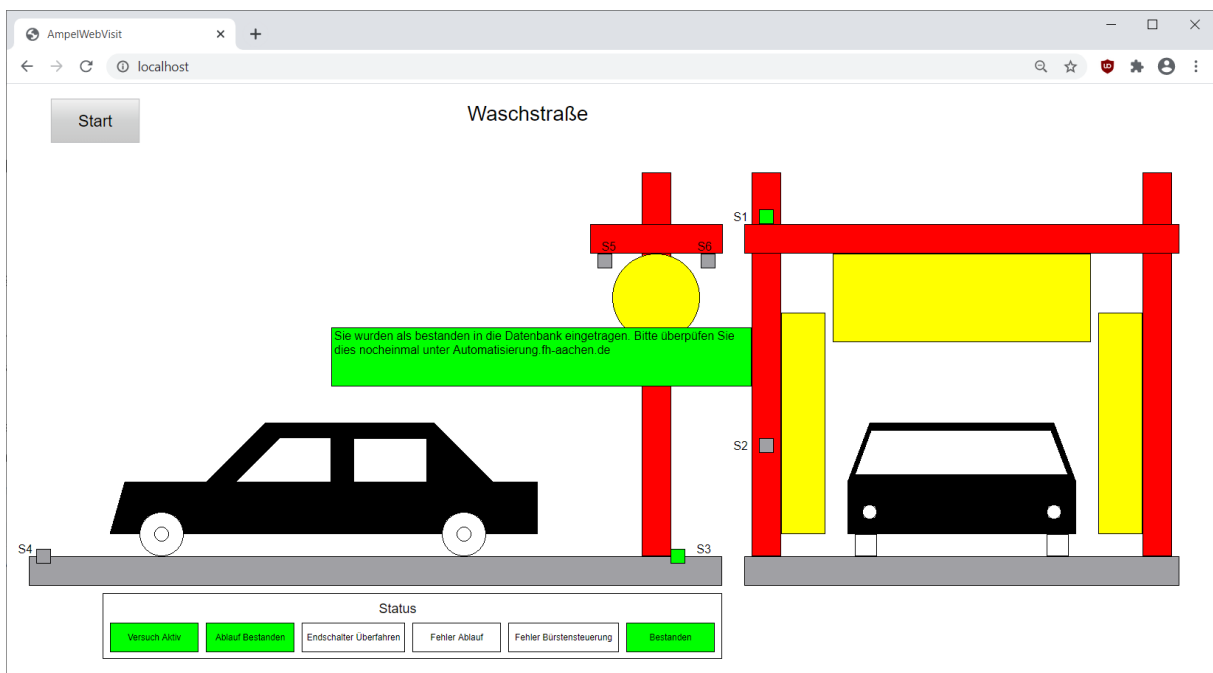 AmpelWebVisit
localhost
Start
Waschstraße
S1
S5
S6
Sie wurden als bestanden in die Datenbank eingetragen. Bitte überpüfen Sie
dies nocheinmal unter Automatisierung.fh-aachen.de
S2
S4
S3
Status
Versuch Aktiv
Ablauf Bestanden
Endschalter Überfahren
Fehler Ablauf
Fehler Bürstensteuerung
Bestanden